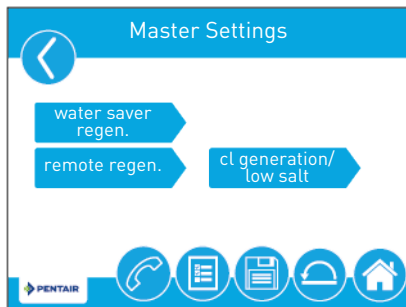 Master Settings
water saver
regen.
remote regen.
cl generation/
low salt
PENTAIR